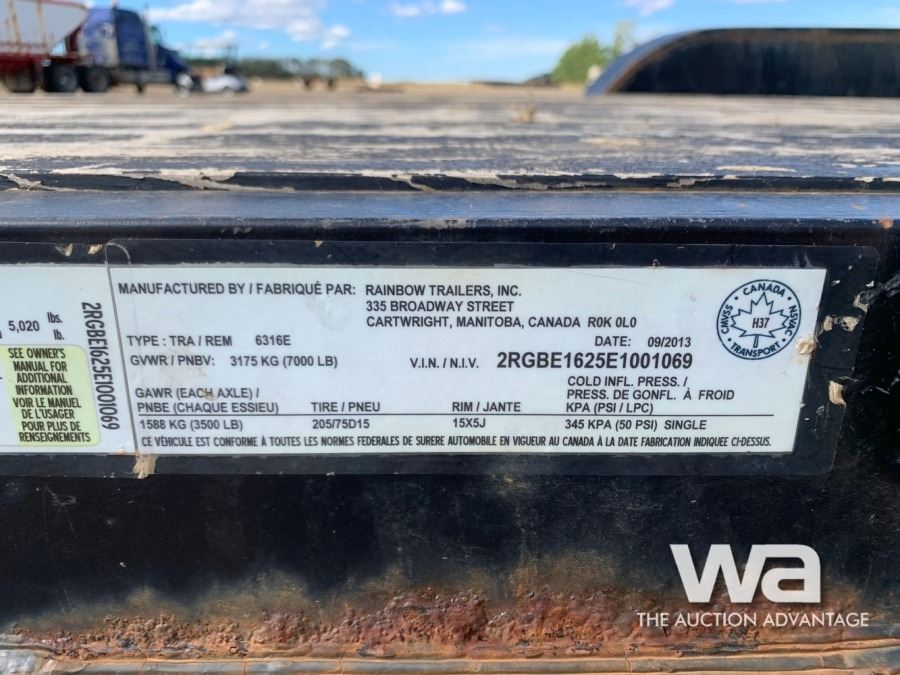 5,020 lbs.
lb.
SEE OWNER'S
MANUAL FOR
ADDITIONAL
INFORMATION
VOIR LE MANUEL
DE L'USAGER
POUR PLUS DE
RENSEIGNEMENTS
2RGBE1625E1001069
MANUFACTURED BY / FABRIQUÉ PAR: RAINBOW TRAILERS, INC.
335 BROADWAY STREET
CARTWRIGHT, MANITOBA, CANADA R0K 0L0
TYPE: TRA / REM 6316E DATE: 09/2013
GVWR / PNBV: 3175 KG (7000 LB) V.I.N. / N.I.V. 2RGBE1625E1001069
COLD INFL. PRESS. /
GAWR (EACH AXLE) / PRESS. DE GONFL. À FROID
PNBE (CHAQUE ESSIEU) TIRE / PNEU RIM / JANTE KPA (PSI / LPC)
1588 KG (3500 LB) 205/75D15 15X5J 345 KPA (50 PSI) SINGLE
CE VÉHICULE EST CONFORME À TOUTES LES NORMES FEDERALES DE SURERE AUTOMOBILE EN VIGUEUR AU CANADA À LA DATE FABRICATION INDIQUEE CI-DESSUS.
CANADA
CMVSS
NSVAC
H37
TRANSPORT
wa
THE AUCTION ADVANTAGE